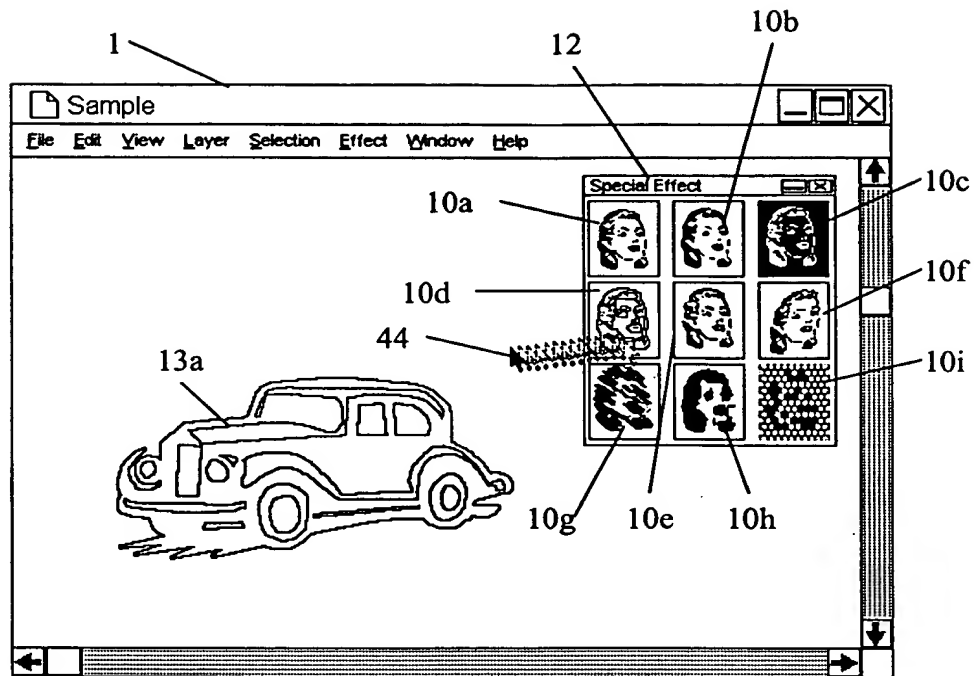 1
12
10b
Sample
File Edit View Layer Selection Effect Window Help
Special Effect
10a
10c
10d
10f
44
13a
10i
10g
10e
10h